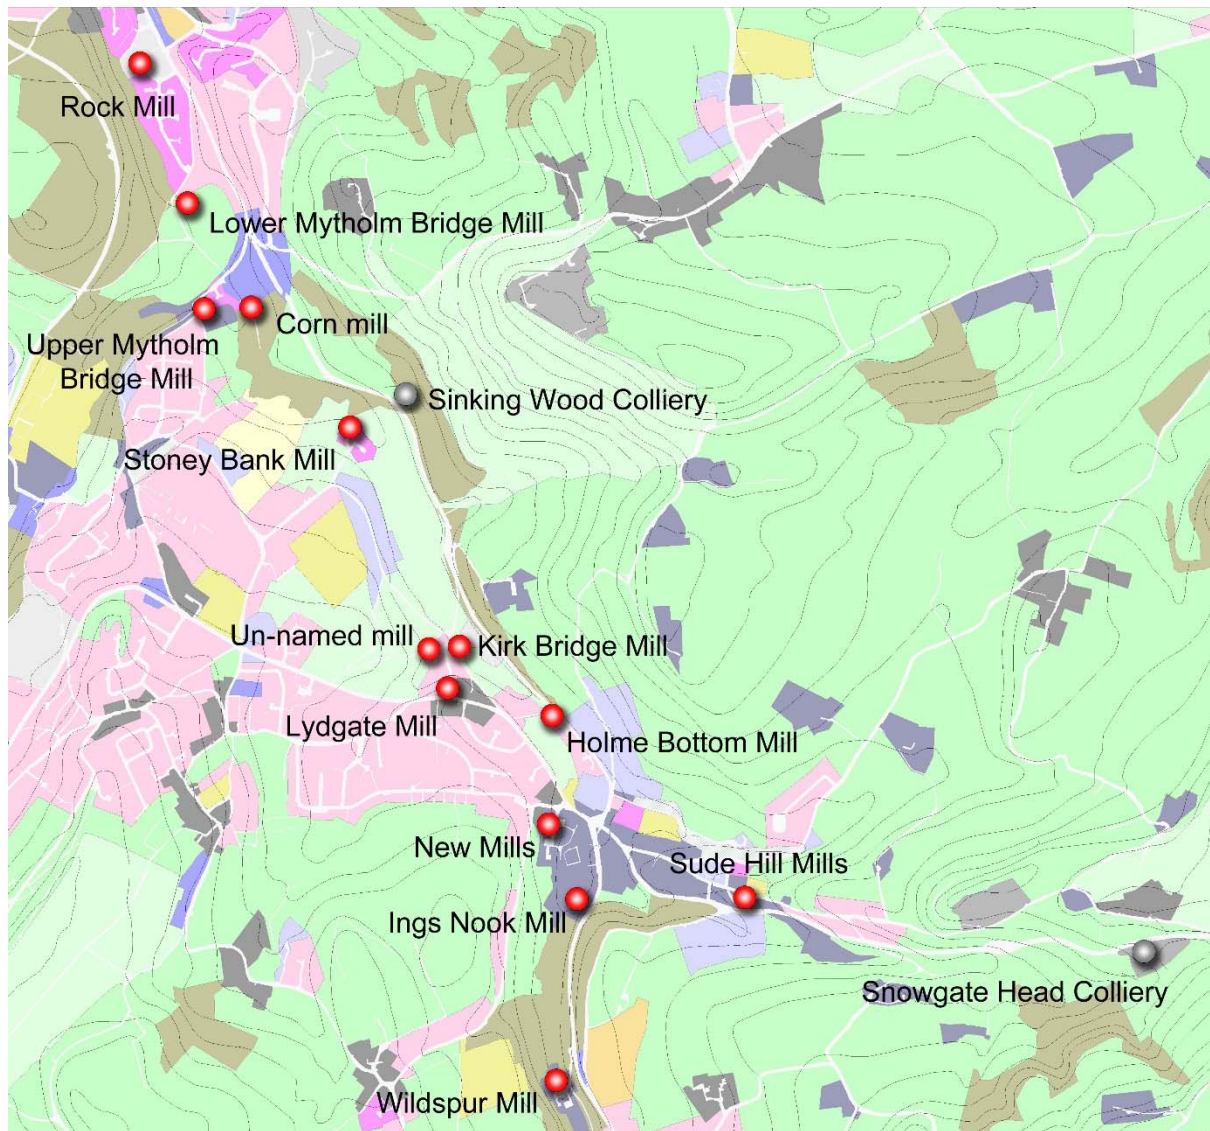 Rock Mill
Lower Mytholm Bridge Mill
Corn mill
Upper Mytholm
Bridge Mill
Sinking Wood Colliery
Stoney Bank Mill
Un-named mill
Kirk Bridge Mill
Lydgate Mill
Holme Bottom Mill
New Mills
Sude Hill Mills
Ings Nook Mill
Snowgate Head Colliery
Wildspur Mill